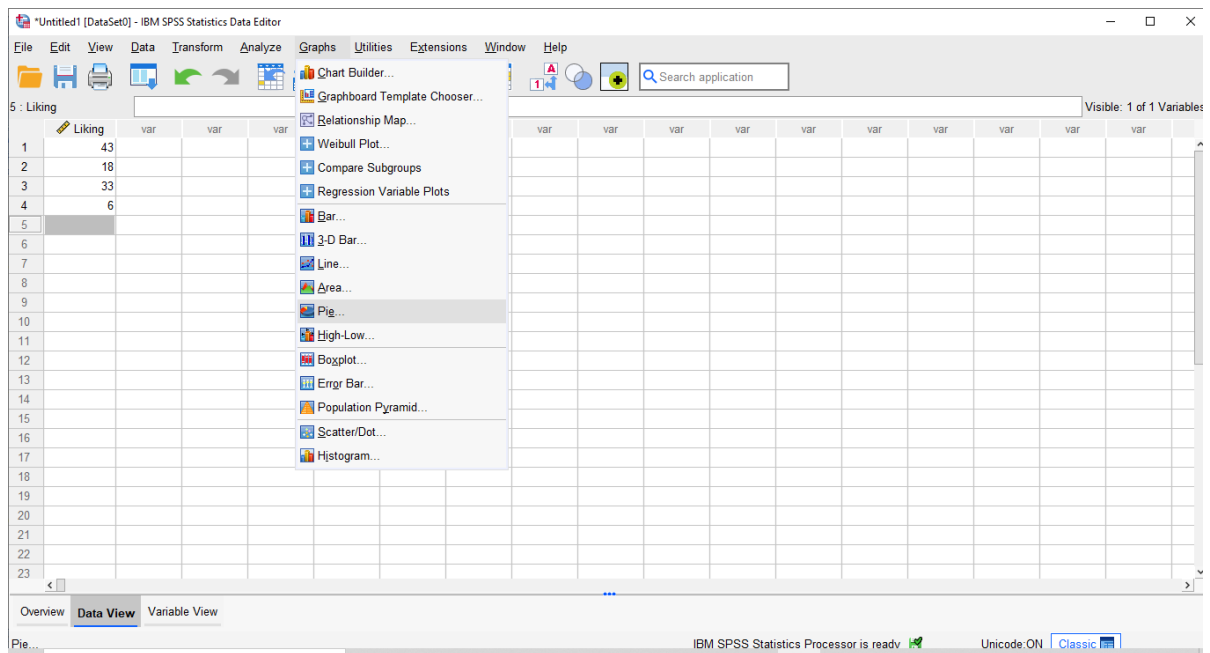 *Untitled1 [DataSet0] - IBM SPSS Statistics Data Editor
File Edit View Data Transform Analyze Graphs Utilities Extensions Window Help
Search application
5 : Liking
Visible: 1 of 1 Variables
Liking var var var var var var var var var var var var var
1 43
2 18
3 33
4 6
5
6
7
8
9
10
11
12
13
14
15
16
17
18
19
20
21
22
23
Chart Builder...
Graphboard Template Chooser...
Relationship Map...
Weibull Plot...
Compare Subgroups
Regression Variable Plots
Bar...
3-D Bar...
Line...
Area...
Pie...
High-Low...
Boxplot...
Error Bar...
Population Pyramid...
Scatter/Dot...
Histogram...
Overview Data View Variable View
Pie... IBM SPSS Statistics Processor is ready Unicode:ON Classic